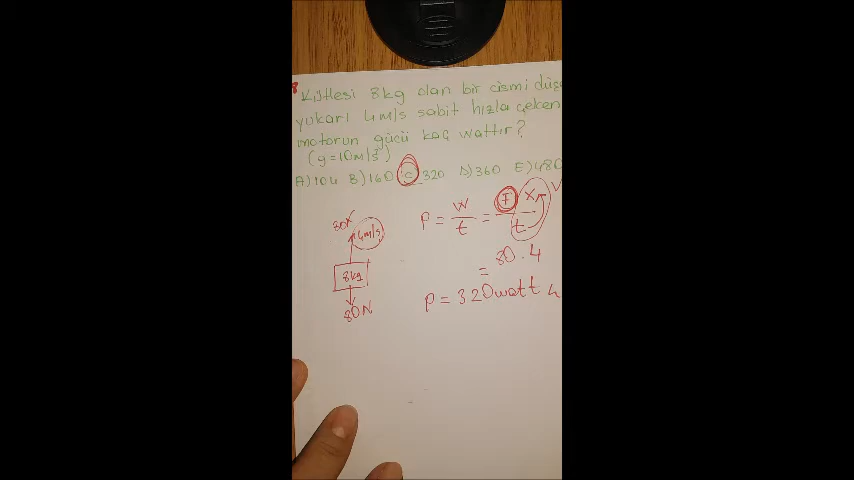 Kütlesi 8kg olan bir cismi düşe
yukarı 4m/s sabit hızla çeken
motorun gücü kaç wattır?
(g=10m/s²)
A)104 B)160 C)320 D)360 E)480
80N
4m/s
8kg
80N
P = W/t = F X/t V
= 80.4
P = 320watt